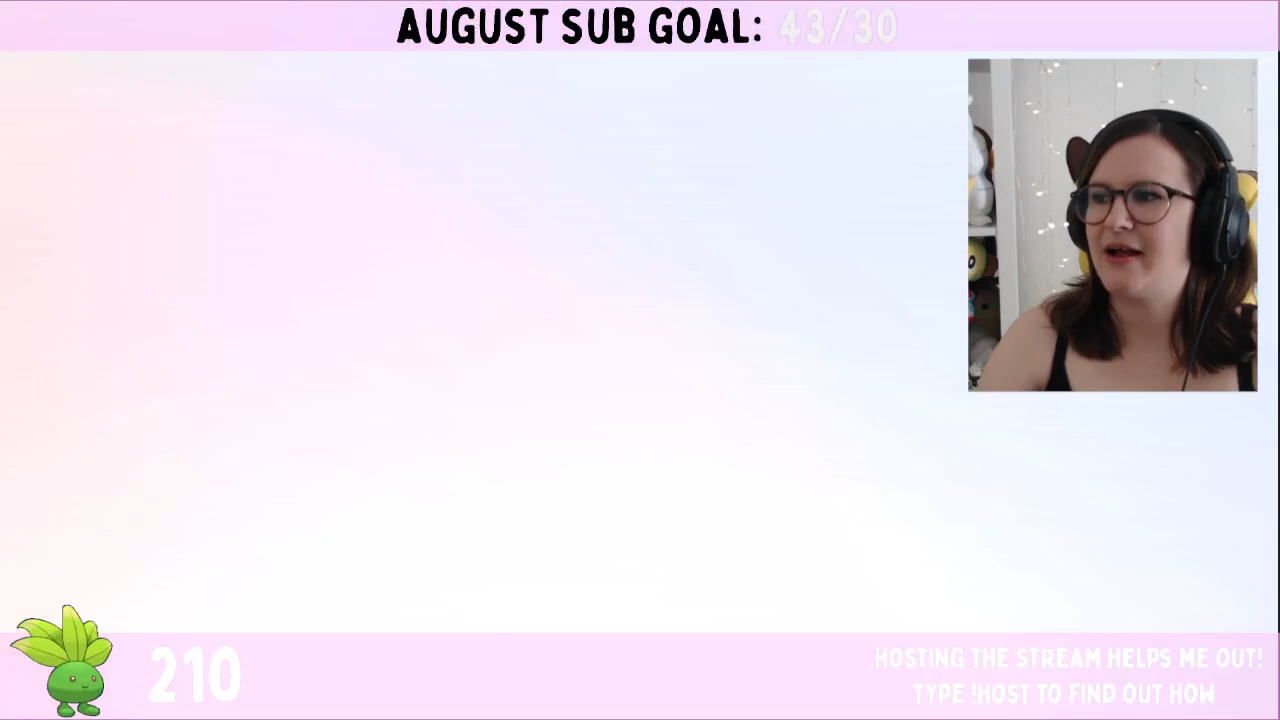 AUGUST SUB GOAL: 43/30
210
HOSTING THE STREAM HELPS ME OUT!
TYPE !HOST TO FIND OUT HOW